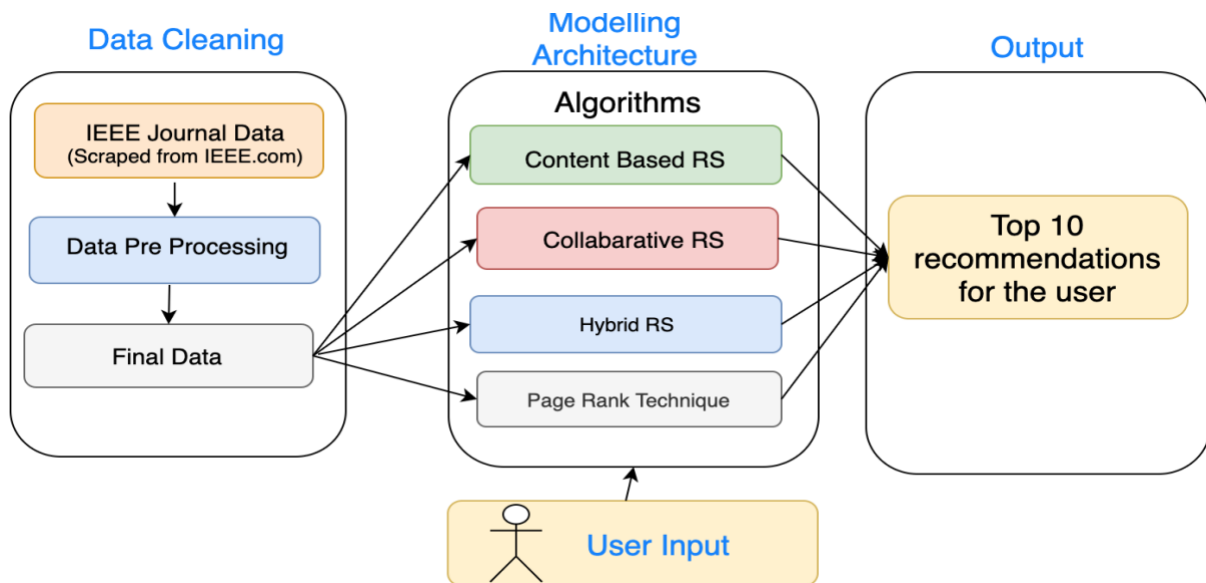 Data Cleaning
IEEE Journal Data
(Scraped from IEEE.com)
Data Pre Processing
Final Data
Modelling
Architecture
Algorithms
Content Based RS
Collabarative RS
Hybrid RS
Page Rank Technique
User Input
Output
Top 10
recommendations
for the user